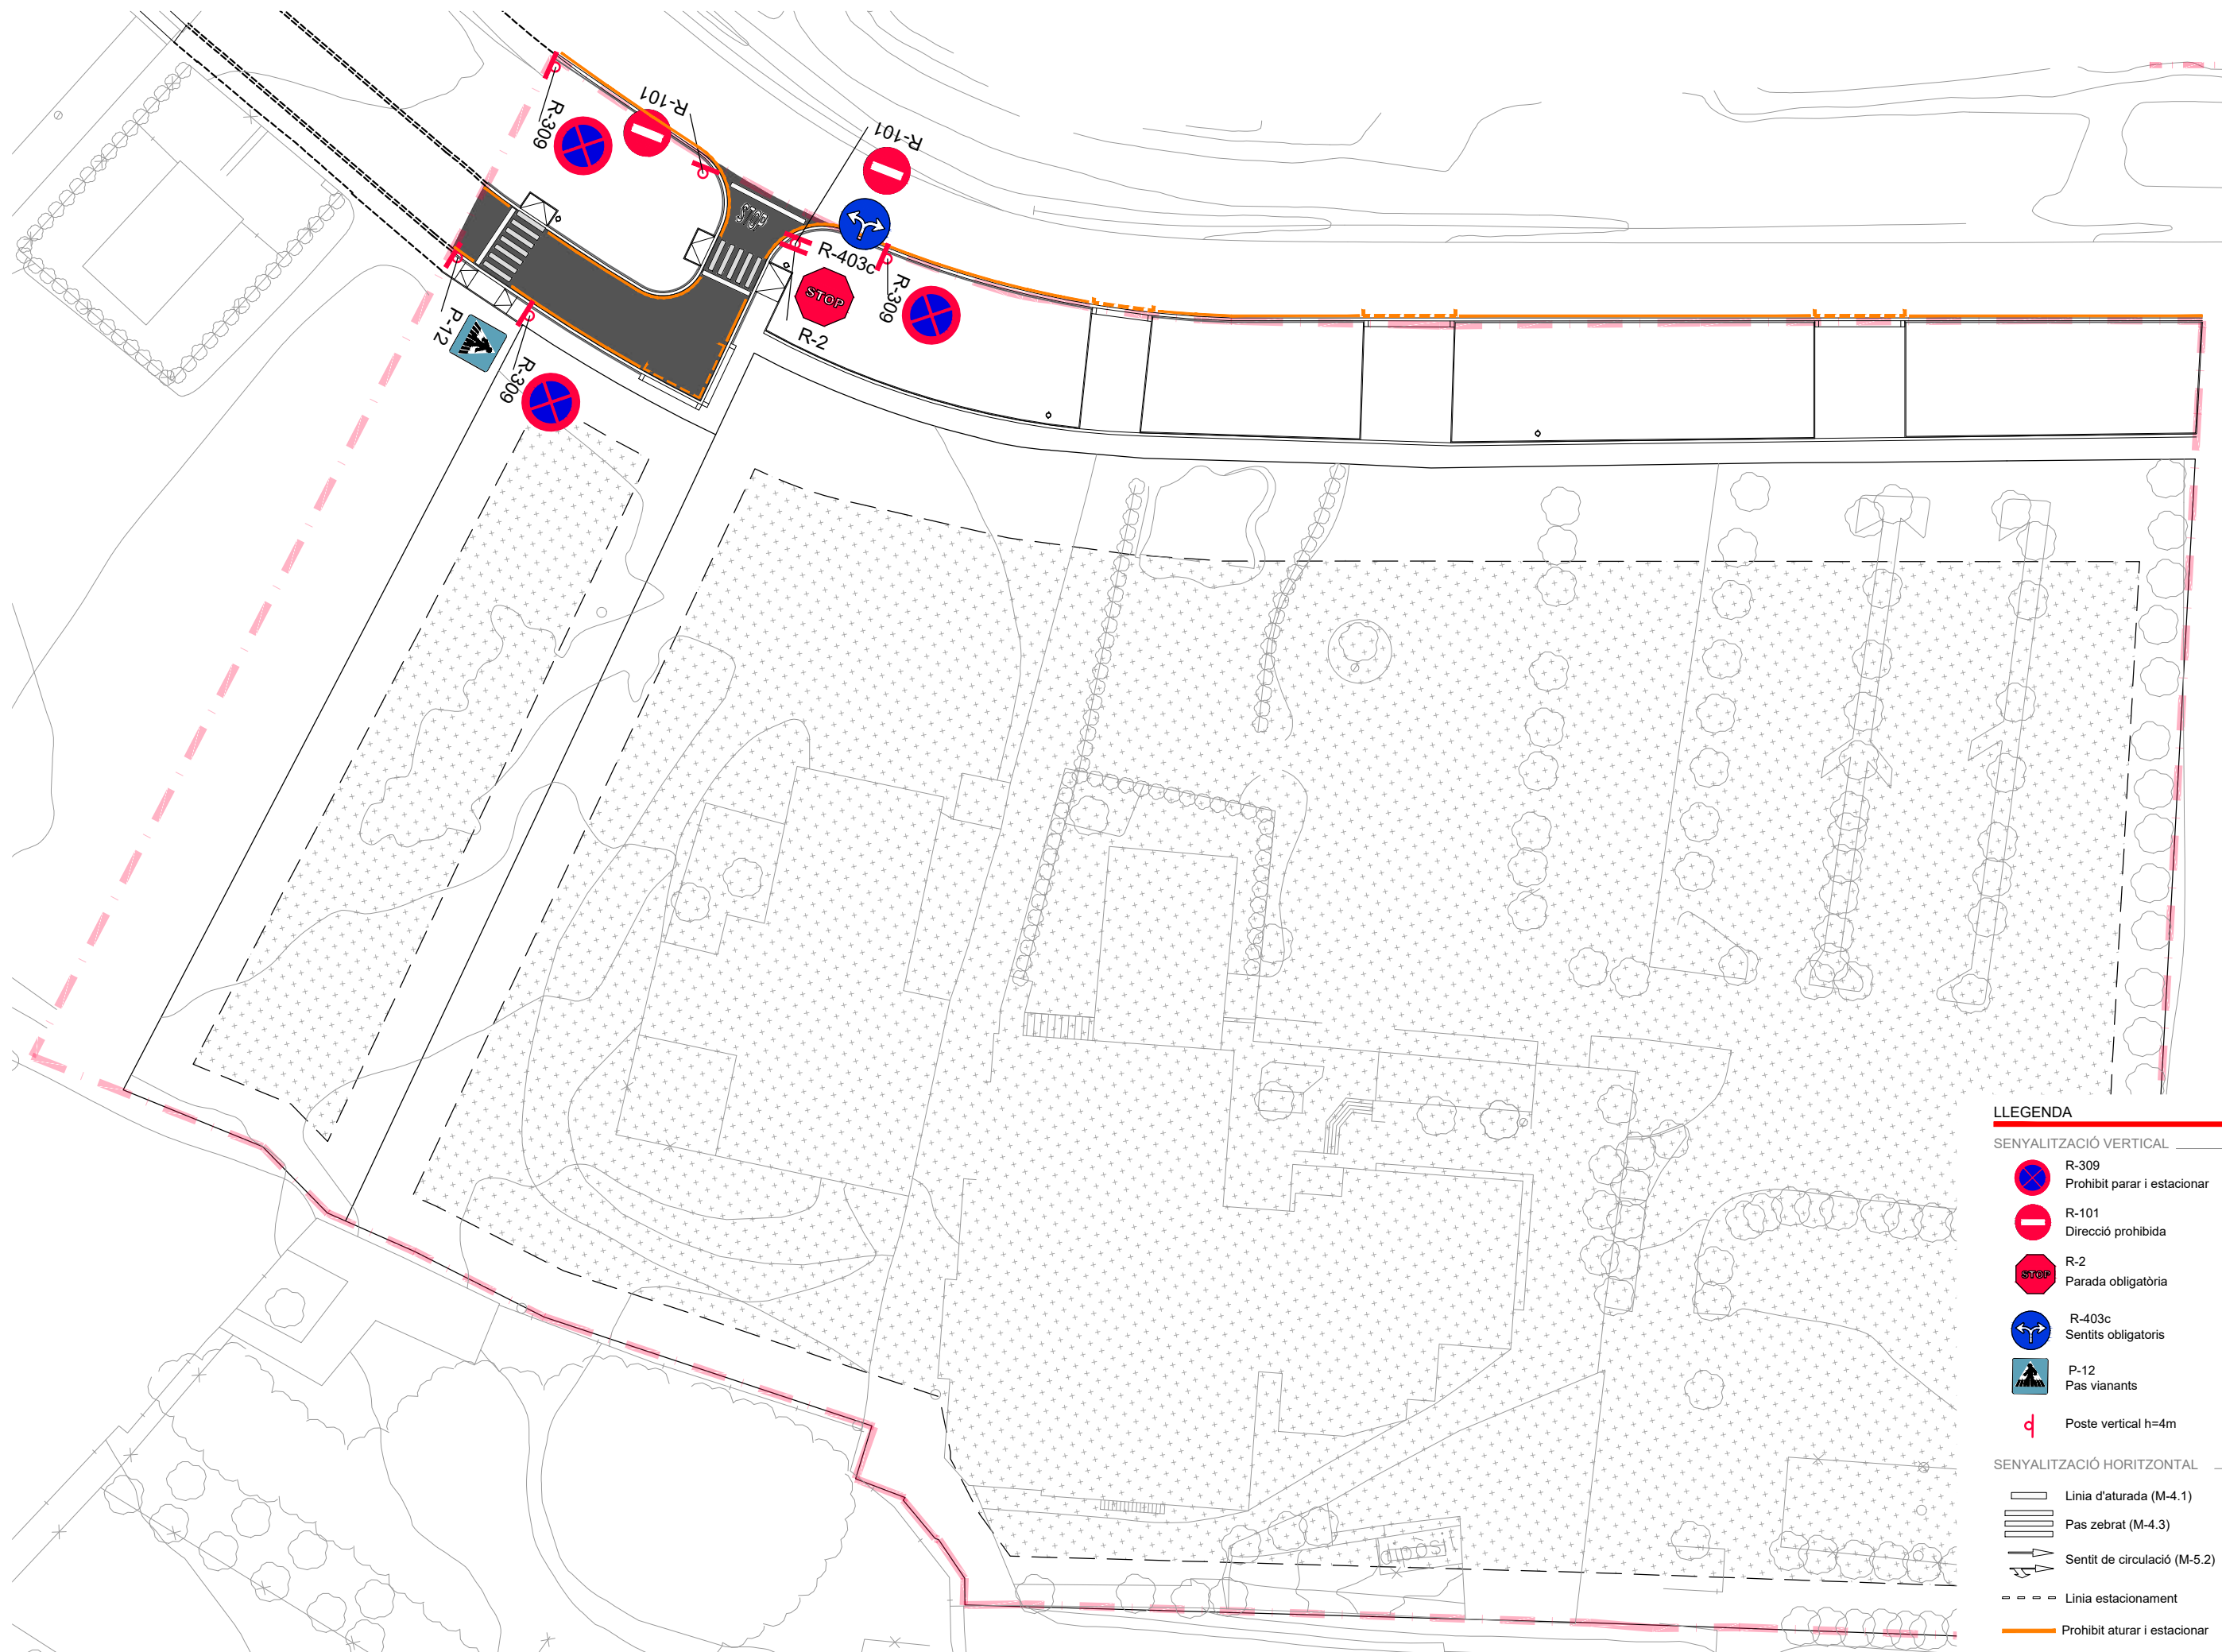 R-101
R-309
R-101
STOP
R-403c
R-309
STOP
R-2
P-12
R-309
dipòsit
LLEGENDA
SENYALITZACIÓ VERTICAL
R-309
Prohibit parar i estacionar
R-101
Direcció prohibida
STOP
R-2
Parada obligatòria
R-403c
Sentits obligatoris
P-12
Pas vianants
Poste vertical h=4m
SENYALITZACIÓ HORITZONTAL
Linia d'aturada (M-4.1)
Pas zebrat (M-4.3)
Sentit de circulació (M-5.2)
Linia estacionament
Prohibit aturar i estacionar